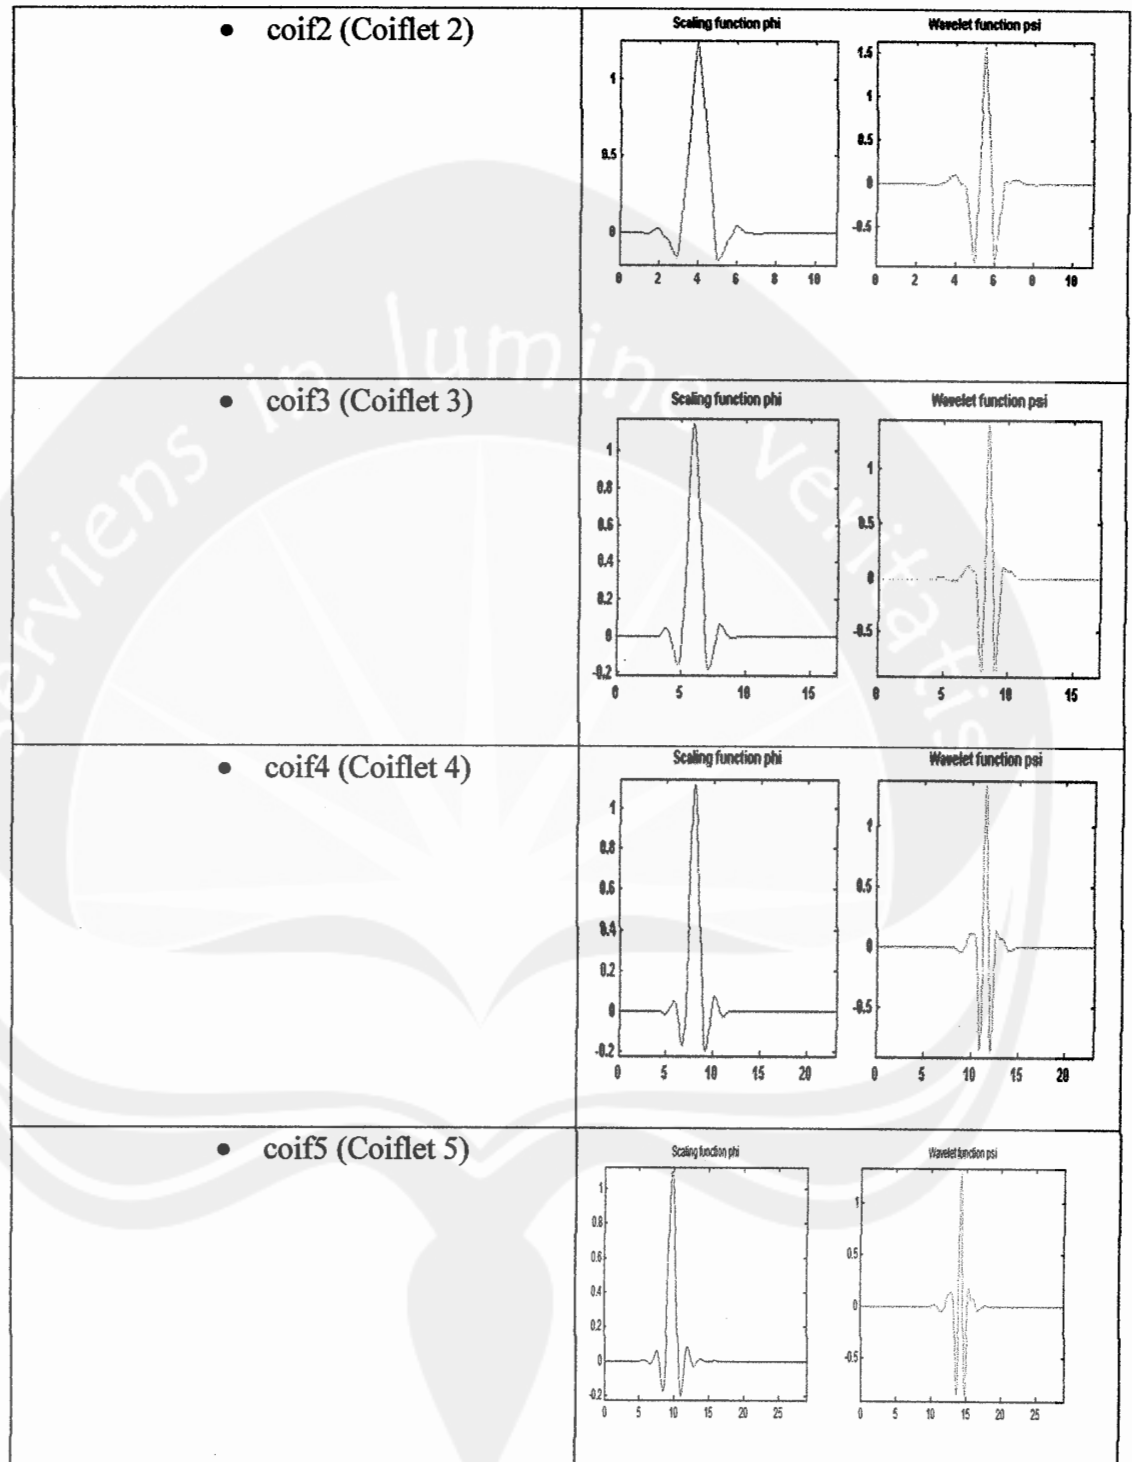 • coif2 (Coiflet 2)
Scaling function phi
Wavelet function psi
1
0.5
0
0 2 4 6 8 10
1.5
1
0.5
0
-0.5
0 2 4 6 8 10
• coif3 (Coiflet 3)
Scaling function phi
Wavelet function psi
1
0.8
0.6
0.4
0.2
0
-0.2
0 5 10 15
1
0.5
0
-0.5
0 5 10 15
• coif4 (Coiflet 4)
Scaling function phi
Wavelet function psi
1
0.8
0.6
0.4
0.2
0
-0.2
0 5 10 15 20
1
0.5
0
-0.5
0 5 10 15 20
• coif5 (Coiflet 5)
Scaling function phi
Wavelet function psi
1
0.8
0.6
0.4
0.2
0
-0.2
0 5 10 15 20 25
1
0.5
0
-0.5
0 5 10 15 20 25
serviens in lumine veritatis